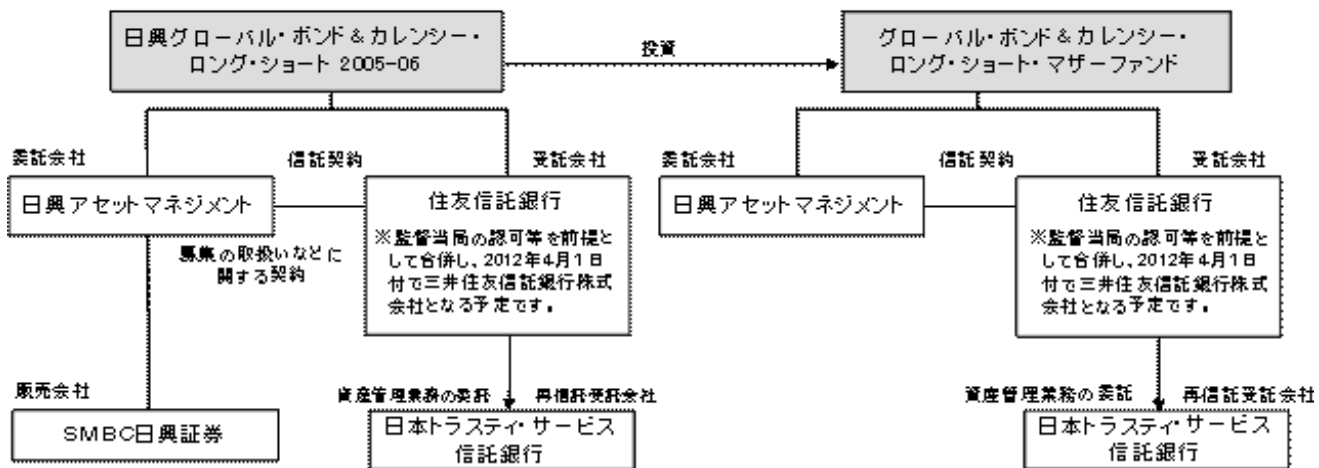 日興グローバル・ボンド＆カレンシー・
ロング・ショート 2005-06
投資
グローバル・ボンド＆カレンシー・
ロング・ショート・マザーファンド
委託会社
信託契約
受託会社
日興アセットマネジメント
住友信託銀行
※監督当局の認可等を前提と
して合併し、2012年4月1日
付で三井住友信託銀行株式
会社となる予定です。
募集の取扱いなどに
関する契約
販売会社
SMBC日興証券
資産管理業務の委託
再信託受託会社
日本トラスティ・サービス
信託銀行
委託会社
信託契約
受託会社
日興アセットマネジメント
住友信託銀行
※監督当局の認可等を前提と
して合併し、2012年4月1日
付で三井住友信託銀行株式
会社となる予定です。
資産管理業務の委託
再信託受託会社
日本トラスティ・サービス
信託銀行